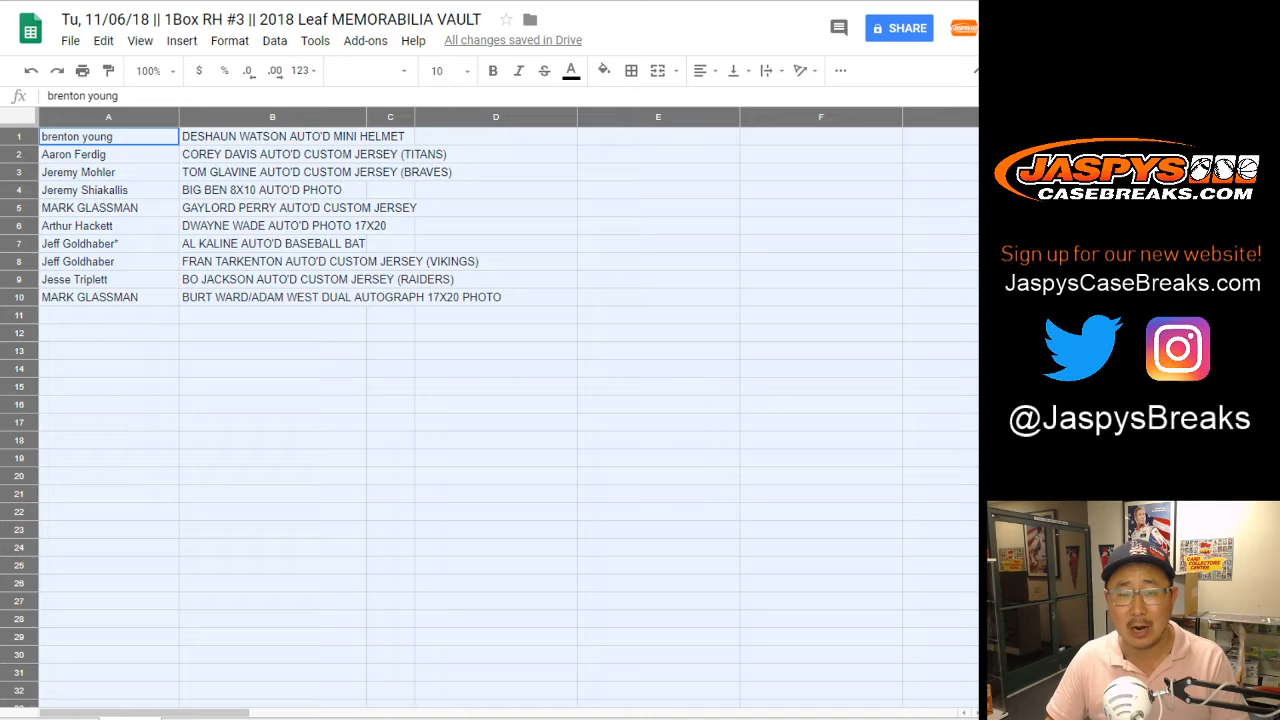 Tu, 11/06/18 || 1Box RH #3 || 2018 Leaf MEMORABILIA VAULT
File Edit View Insert Format Data Tools Add-ons Help All changes saved in Drive
SHARE
100% $ % .0 .00 123 10 B I S A
fx brenton young
A B C D E F
1 brenton young DESHAUN WATSON AUTO'D MINI HELMET
2 Aaron Ferdig COREY DAVIS AUTO'D CUSTOM JERSEY (TITANS)
3 Jeremy Mohler TOM GLAVINE AUTO'D CUSTOM JERSEY (BRAVES)
4 Jeremy Shiakallis BIG BEN 8X10 AUTO'D PHOTO
5 MARK GLASSMAN GAYLORD PERRY AUTO'D CUSTOM JERSEY
6 Arthur Hackett DWAYNE WADE AUTO'D PHOTO 17X20
7 Jeff Goldhaber* AL KALINE AUTO'D BASEBALL BAT
8 Jeff Goldhaber FRAN TARKENTON AUTO'D CUSTOM JERSEY (VIKINGS)
9 Jesse Triplett BO JACKSON AUTO'D CUSTOM JERSEY (RAIDERS)
10 MARK GLASSMAN BURT WARD/ADAM WEST DUAL AUTOGRAPH 17X20 PHOTO
11
12
13
14
15
16
17
18
19
20
21
22
23
24
25
26
27
28
29
30
31
32
JASPYS
CASEBREAKS.COM
Sign up for our new website!
JaspysCaseBreaks.com
@JaspysBreaks
CARD
COLLECTORS
CENTER